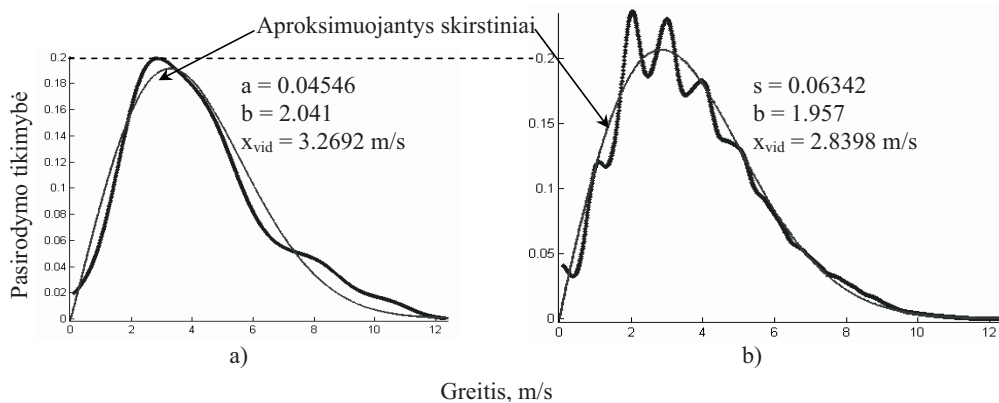 Aproksimuojantys skirstiniai
Pasirodymo tikimybė
0.2
0.18
0.16
0.14
0.12
0.1
0.08
0.06
0.04
0.02
0
0
2
4
6
8
10
12
a = 0.04546
b = 2.041
x_vid = 3.2692 m/s
a)
0.2
0.15
0.1
0.05
0
0
2
4
6
8
10
12
s = 0.06342
b = 1.957
x_vid = 2.8398 m/s
b)
Greitis, m/s